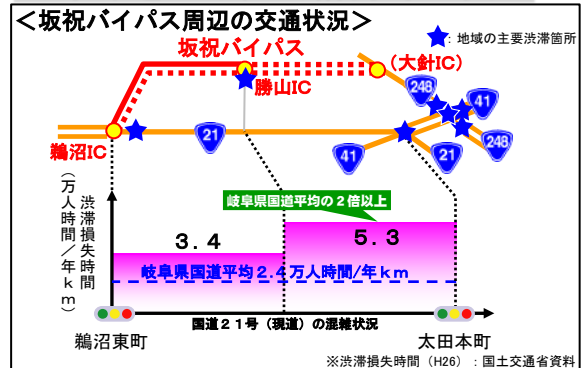 ＜坂祝バイパス周辺の交通状況＞
：地域の主要渋滞箇所
坂祝バイパス
(大針IC)
勝山IC
248
41
鵜沼IC
21
41
21
248
渋滞損失時間
（万人時間／年ｋｍ）
岐阜県国道平均の２倍以上
３.４
５.３
岐阜県国道平均２.４万人時間/年ｋｍ
国道２１号（現道）の混雑状況
鵜沼東町
太田本町
※渋滞損失時間（H26）：国土交通省資料